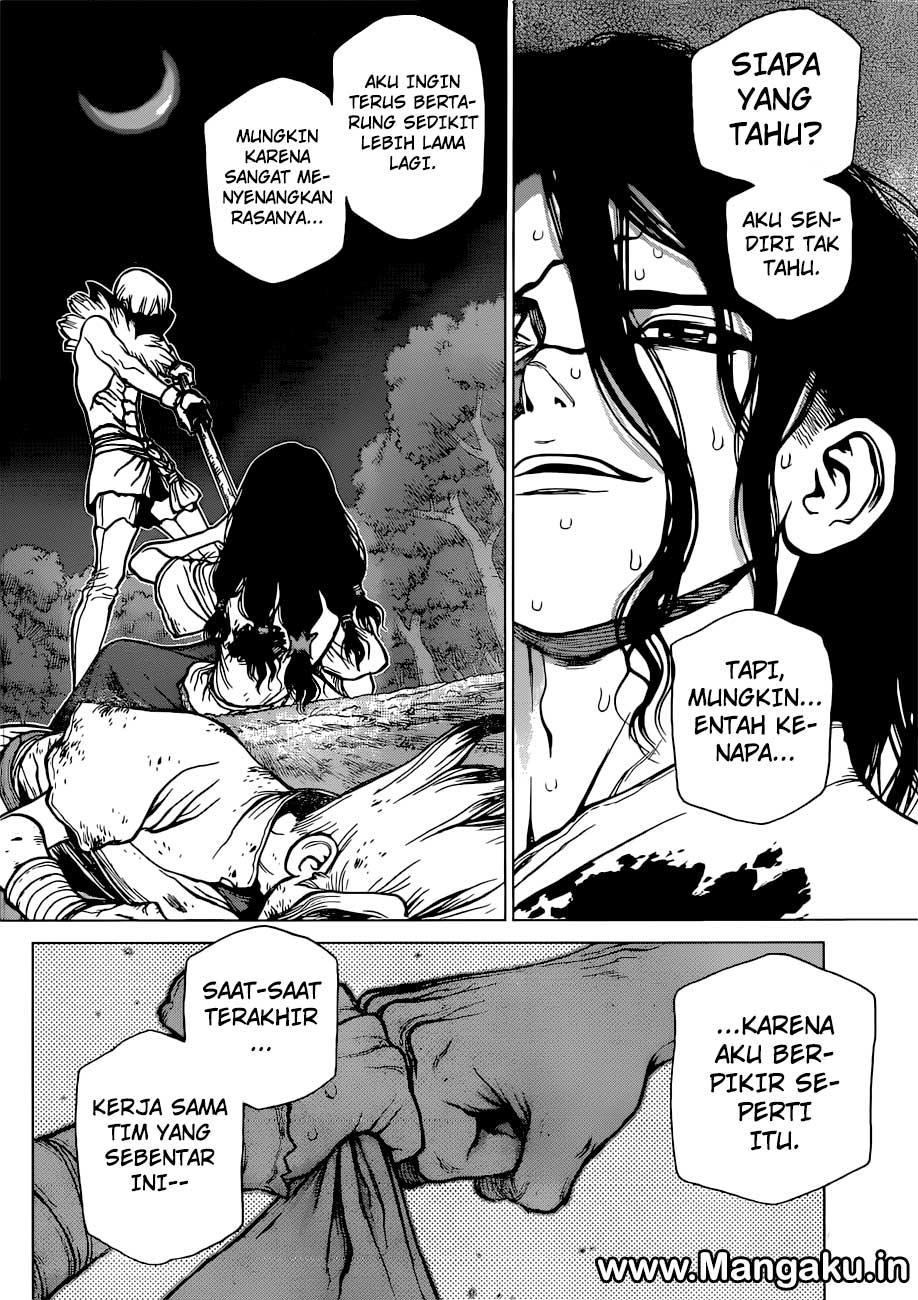 SIAPA
YANG
TAHU?
AKU SEN-
DIRI TAK
TAHU.
TAPI,
MUNGKIN...
ENTAH KE-
NAPA...
AKU INGIN
TERUS BERTA-
RUNG SEDIKIT
LEBIH LAMA
LAGI.
MUNGKIN
KARENA
SANGAT ME-
NYENANGKAN
RASANYA...
...KARENA
AKU BER-
PIKIR SE-
PERTI
ITU.
SAAT-SAAT
TERAKHIR
...
KERJA SAMA
TIM YANG
SEBENTAR
INI--
www.Mangaku.in